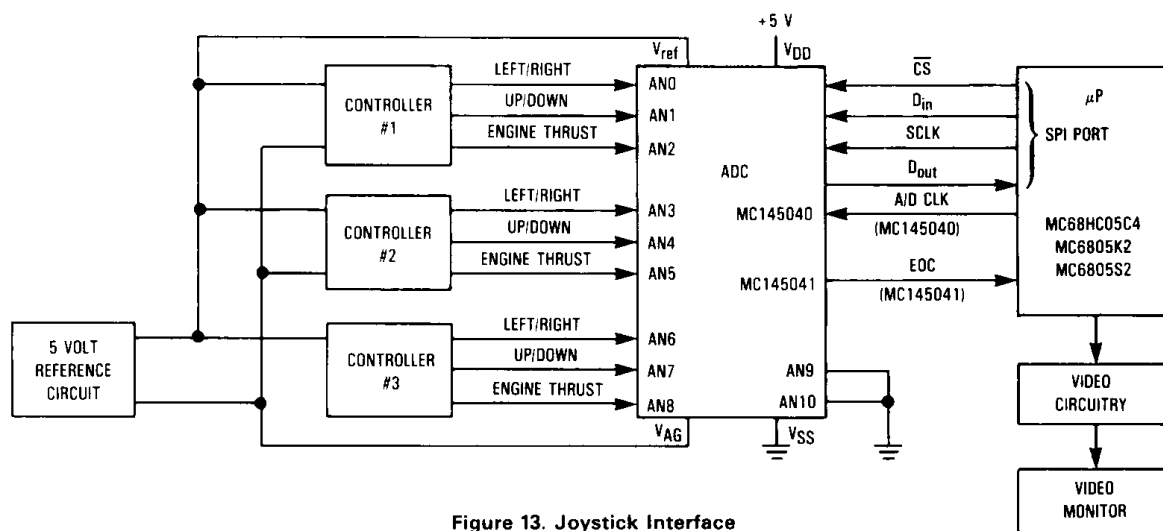 +5 V
Vref
VDD
LEFT/RIGHT
AN0
CS
CONTROLLER
#1
UP/DOWN
AN1
Din
μP
ENGINE THRUST
AN2
SCLK
SPI PORT
ADC
Dout
LEFT/RIGHT
AN3
MC145040
A/D CLK
(MC145040)
CONTROLLER
#2
UP/DOWN
AN4
MC68HC05C4
MC6805K2
MC6805S2
ENGINE THRUST
AN5
MC145041
EOC
(MC145041)
5 VOLT
REFERENCE
CIRCUIT
LEFT/RIGHT
AN6
CONTROLLER
#3
UP/DOWN
AN7
AN9
ENGINE THRUST
AN8
AN10
VIDEO
CIRCUITRY
VAG
VSS
VIDEO
MONITOR
Figure 13. Joystick Interface